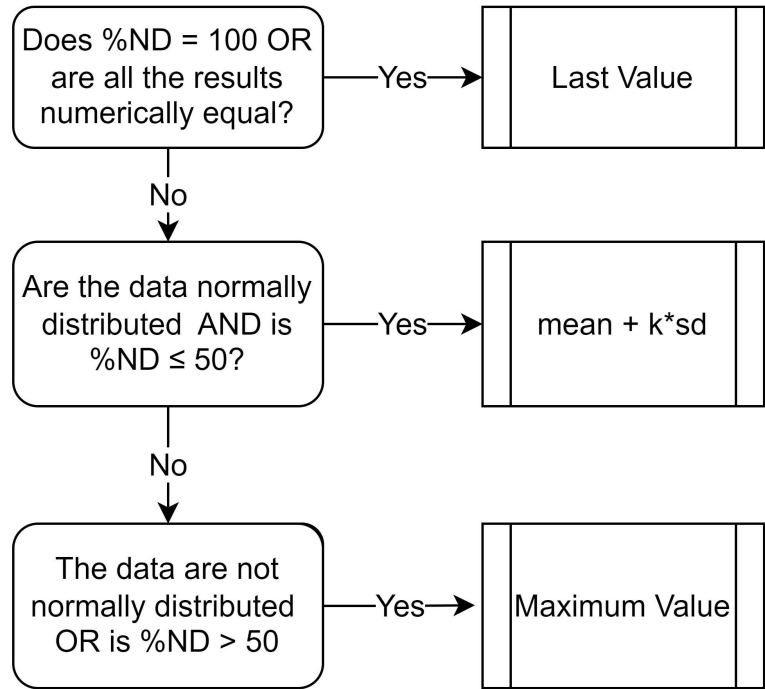 Does %ND = 100 OR
are all the results
numerically equal?
Yes
Last Value
No
Are the data normally
distributed AND is
%ND ≤ 50?
Yes
mean + k*sd
No
The data are not
normally distributed
OR is %ND > 50
Yes
Maximum Value